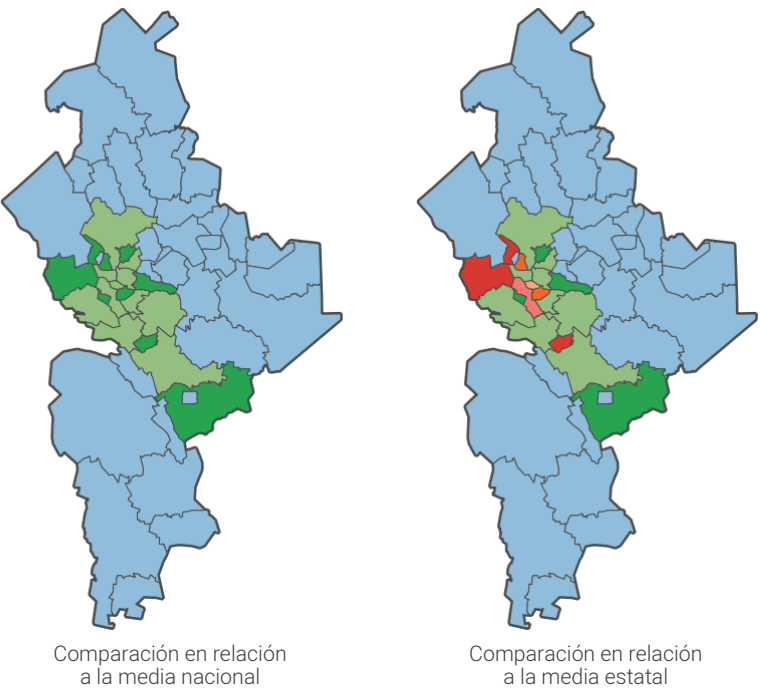 Comparación en relación
a la media nacional
Comparación en relación
a la media estatal